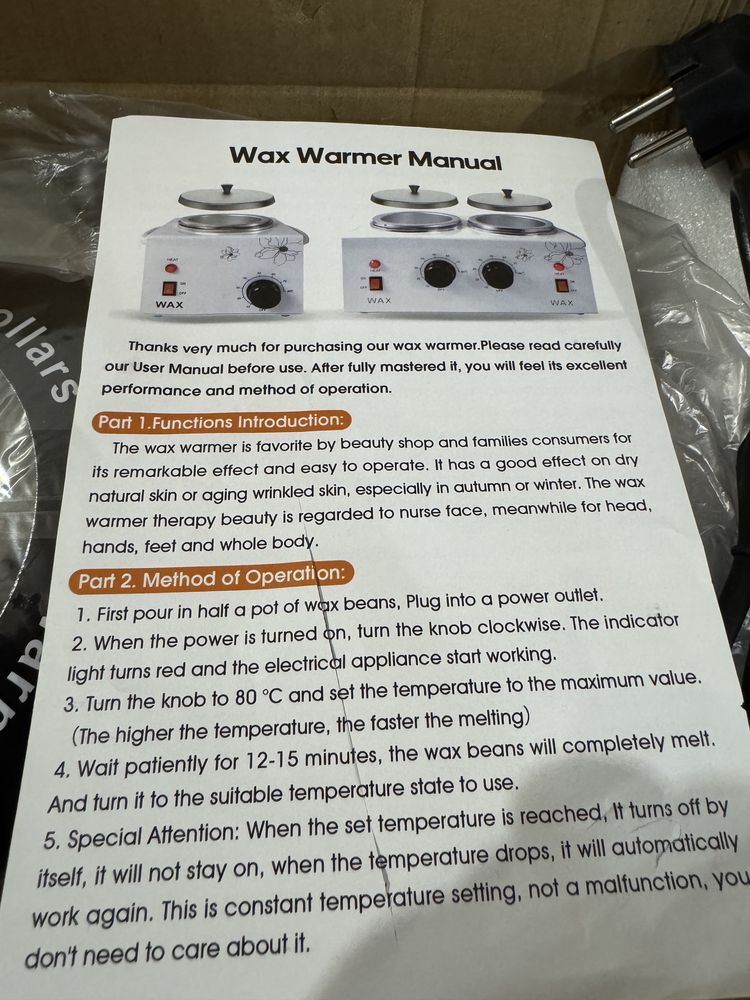 Wax Warmer Manual
HEAT
ON
OFF
WAX
HEAT
ON
OFF
WAX
HEAT
ON
OFF
WAX
Thanks very much for purchasing our wax warmer.Please read carefully
our User Manual before use. After fully mastered it, you will feel its excellent
performance and method of operation.
Part 1.Functions Introduction:
The wax warmer is favorite by beauty shop and families consumers for
its remarkable effect and easy to operate. It has a good effect on dry
natural skin or aging wrinkled skin, especially in autumn or winter. The wax
warmer therapy beauty is regarded to nurse face, meanwhile for head,
hands, feet and whole body.
Part 2. Method of Operation:
1. First pour in half a pot of wax beans, Plug into a power outlet.
2. When the power is turned on, turn the knob clockwise. The indicator
light turns red and the electrical appliance start working.
3. Turn the knob to 80 °C and set the temperature to the maximum value.
(The higher the temperature, the faster the melting)
4. Wait patiently for 12-15 minutes, the wax beans will completely melt.
And turn it to the suitable temperature state to use.
5. Special Attention: When the set temperature is reached, It turns off by
itself, it will not stay on, when the temperature drops, it will automatically
work again. This is constant temperature setting, not a malfunction, you
don't need to care about it.
ollars